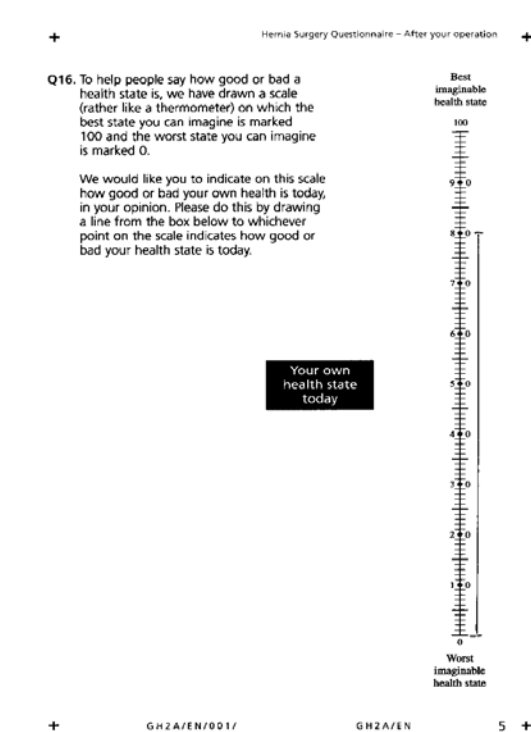 Hernia Surgery Questionnaire – After your operation
Q16. To help people say how good or bad a
health state is, we have drawn a scale
(rather like a thermometer) on which the
best state you can imagine is marked
100 and the worst state you can imagine
is marked 0.
We would like you to indicate on this scale
how good or bad your own health is today,
in your opinion. Please do this by drawing
a line from the box below to whichever
point on the scale indicates how good or
bad your health state is today.
Your own
health state
today
Best
imaginable
health state
100
90
80
70
60
50
40
30
20
10
0
Worst
imaginable
health state
GH2A/EN/001/
GH2A/EN
5